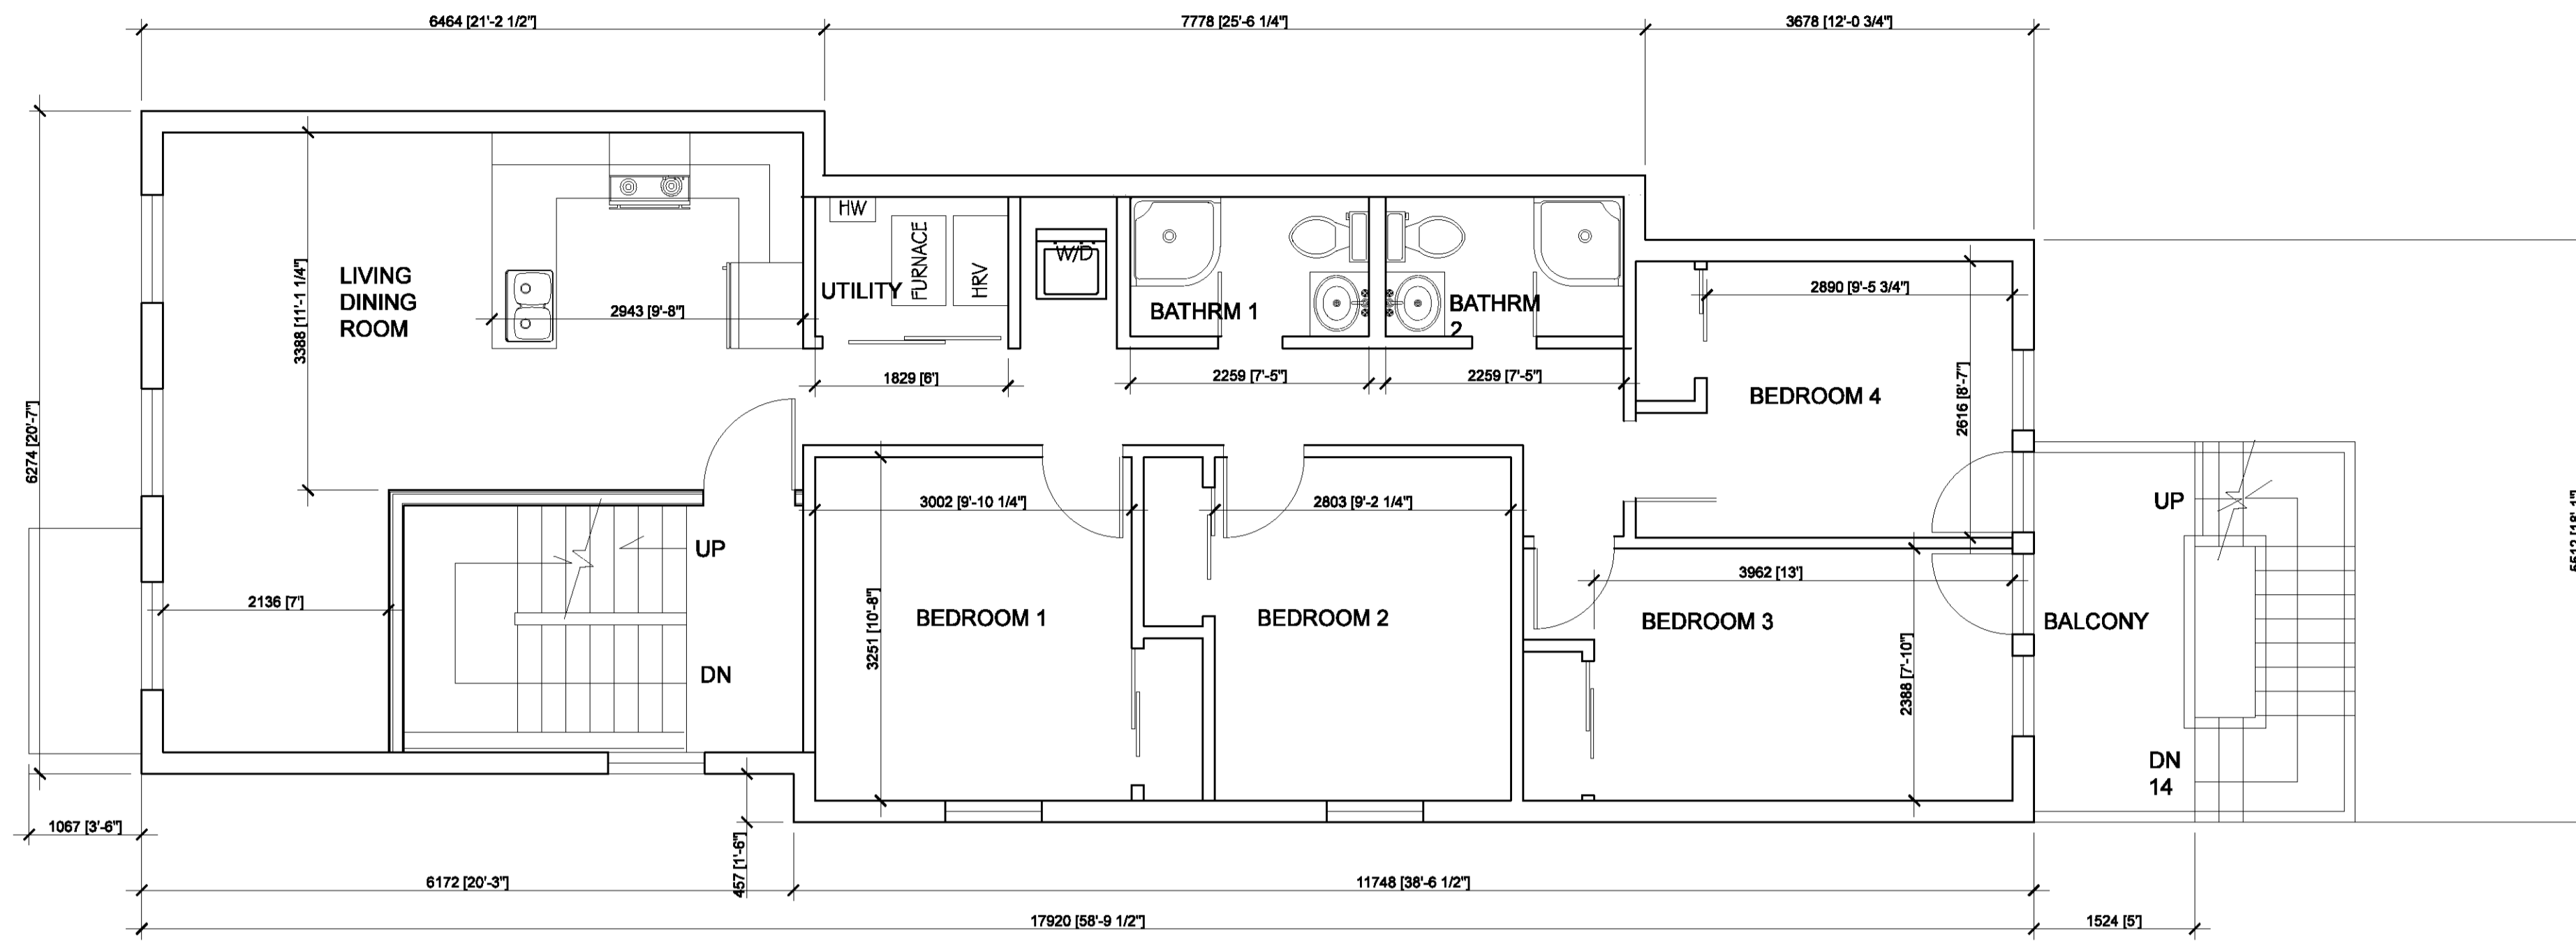 6464 [21'-2 1/2"]
7778 [25'-6 1/4"]
3678 [12'-0 3/4"]
6274 [20'-7"]
3388 [11'-1 1/4"]
LIVING
DINING
ROOM
2943 [9'-8"]
HW
FURNACE
HRV
UTILITY
W/D
BATHRM 1
BATHRM
2
2890 [9'-5 3/4"]
1829 [6']
2259 [7'-5"]
2259 [7'-5"]
BEDROOM 4
2616 [8'-7"]
3002 [9'-10 1/4"]
2803 [9'-2 1/4"]
UP
UP
5512 [18'-1"]
3962 [13']
2136 [7']
BEDROOM 1
3251 [10'-8"]
BEDROOM 2
BEDROOM 3
2388 [7'-10"]
BALCONY
DN
DN
14
1067 [3'-6"]
457 [1'-6"]
6172 [20'-3"]
11748 [38'-6 1/2"]
17920 [58'-9 1/2"]
1524 [5']